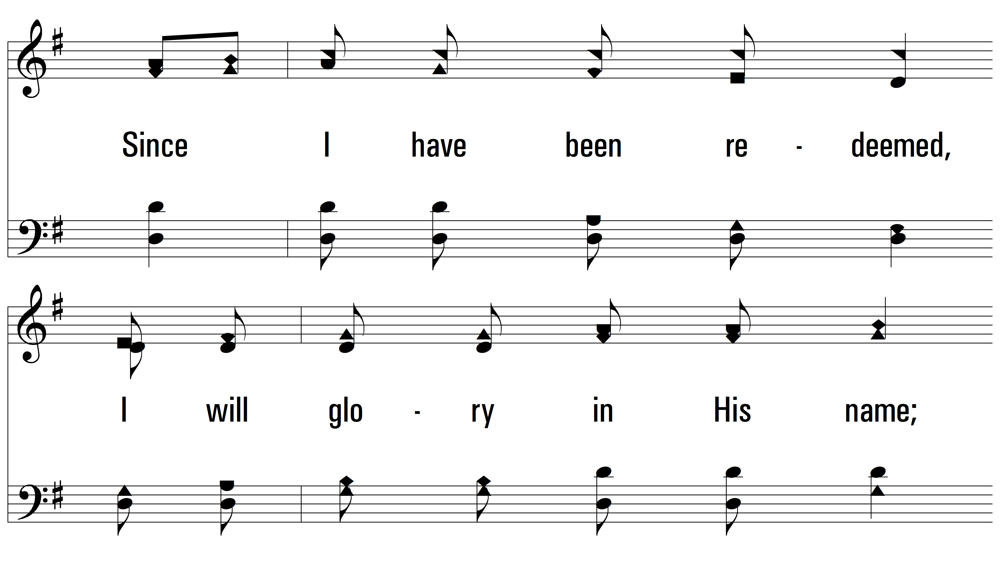 Since I have been re - deemed,
I will glo - ry in His name;